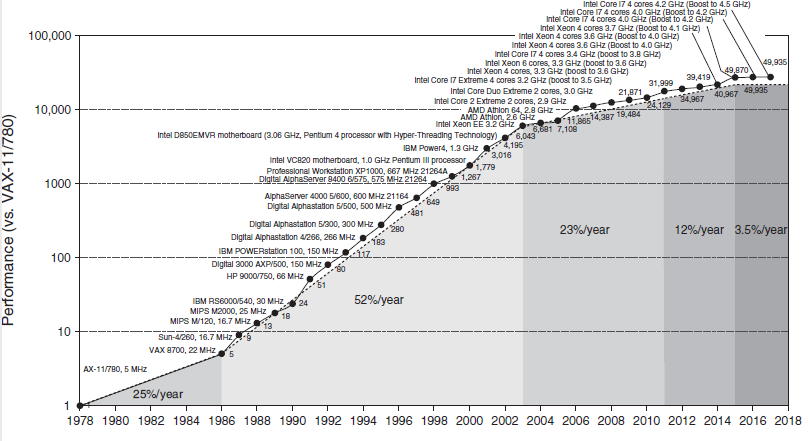 Intel Core i7 4 cores 4.2 GHz (Boost to 4.5 GHz)
Intel Core i7 4 cores 4.0 GHz (Boost to 4.2 GHz)
Intel Core i7 4 cores 4.0 GHz (Boost to 4.2 GHz)
Intel Xeon 4 cores 3.7 GHz (Boost to 4.1 GHz)
Intel Xeon 4 cores 3.6 GHz (Boost to 4.0 GHz)
Intel Xeon 4 cores 3.6 GHz (Boost to 4.0 GHz)
Intel Core i7 4 cores 3.4 GHz (boost to 3.8 GHz)
Intel Xeon 6 cores, 3.3 GHz (boost to 3.6 GHz)
Intel Xeon 4 cores, 3.3 GHz (boost to 3.6 GHz)
Intel Core i7 Extreme 4 cores 3.2 GHz (boost to 3.5 GHz)
Intel Core Duo Extreme 2 cores, 3.0 GHz
Intel Core 2 Extreme 2 cores, 2.9 GHz
AMD Athlon 64, 2.8 GHz
AMD Athlon, 2.6 GHz
Intel Xeon EE 3.2 GHz
Intel D850EMVR motherboard (3.06 GHz, Pentium 4 processor with Hyper-Threading Technology)
IBM Power4, 1.3 GHz
Intel VC820 motherboard, 1.0 GHz Pentium III processor
Professional Workstation XP1000, 667 MHz 21264A
Digital AlphaServer 8400 6/575, 575 MHz 21264
AlphaServer 4000 5/600, 600 MHz 21164
Digital Alphastation 5/500, 500 MHz
Digital Alphastation 5/300, 300 MHz
Digital Alphastation 4/266, 266 MHz
IBM POWERstation 100, 150 MHz
Digital 3000 AXP/500, 150 MHz
HP 9000/750, 66 MHz
IBM RS6000/540, 30 MHz
MIPS M2000, 25 MHz
MIPS M/120, 16.7 MHz
Sun-4/260, 16.7 MHz
VAX 8700, 22 MHz
AX-11/780, 5 MHz
49,935
49,870
49,935
39,419
40,967
31,999
34,967
21,871
24,129
19,484
14,387
11,865
7,108
6,681
6,043
4,195
3,016
1,779
1,267
993
649
481
280
183
117
80
51
24
18
13
9
5
25%/year
52%/year
23%/year
12%/year
3.5%/year
Performance (vs. VAX-11/780)
100,000
10,000
1000
100
10
1
1978 1980 1982 1984 1986 1988 1990 1992 1994 1996 1998 2000 2002 2004 2006 2008 2010 2012 2014 2016 2018